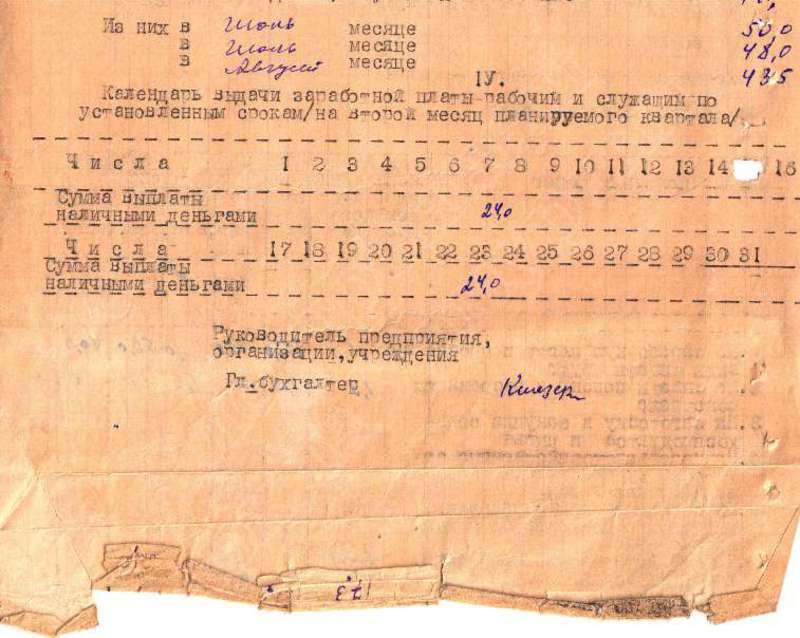 Из них в Июль месяце 50,0
в Июль месяце 48,0
в Август месяце 43,5
IУ.
Календарь выдачи заработной платы рабочим и служащим по
установленным срокам/на второй месяц планируемого квартала/
Числа 1 2 3 4 5 6 7 8 9 10 11 12 13 14 16
Сумма выплаты
наличными деньгами 24,0
Числа 17 18 19 20 21 22 23 24 25 26 27 28 29 30 31
Сумма выплаты
наличными деньгами 24,0
Руководитель предприятия,
организации, учреждения
Гл.бухгалтер